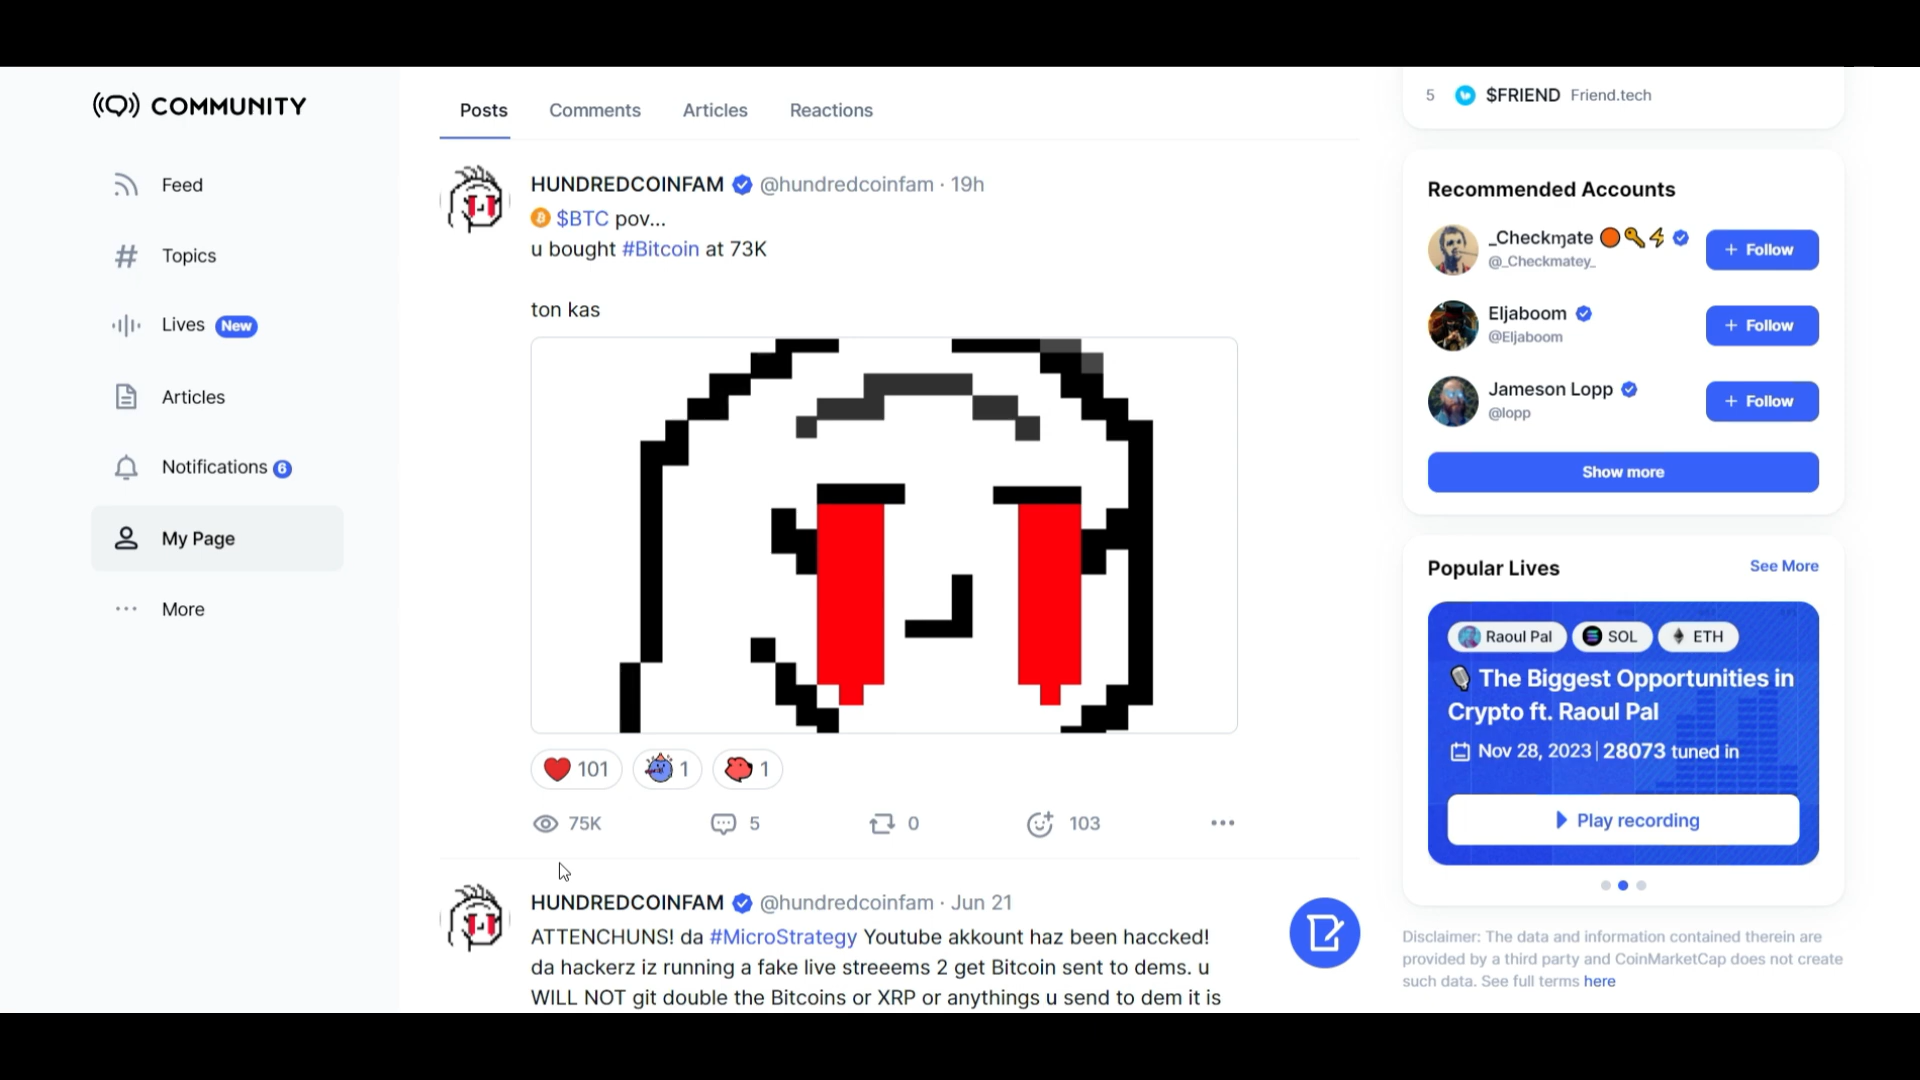 COMMUNITY
Feed
Topics
Lives New
Articles
Notifications 6
My Page
More
Posts Comments Articles Reactions
HUNDREDCOINFAM @hundredcoinfam · 19h
$BTC pov...
u bought #Bitcoin at 73K
ton kas
101 1 1
75K 5 0 103
HUNDREDCOINFAM @hundredcoinfam · Jun 21
ATTENCHUNS! da #MicroStrategy Youtube akkount haz been haccked!
da hackerz iz running a fake live streeems 2 get Bitcoin sent to dems. u
WILL NOT git double the Bitcoins or XRP or anythings u send to dem it is
5 $FRIEND Friend.tech
Recommended Accounts
_Checkɱate
@_Checkmatey_
+ Follow
Eljaboom
@Eljaboom
+ Follow
Jameson Lopp
@lopp
+ Follow
Show more
Popular Lives See More
Raoul Pal SOL ETH
The Biggest Opportunities in
Crypto ft. Raoul Pal
Nov 28, 2023 | 28073 tuned in
Play recording
Disclaimer: The data and information contained therein are
provided by a third party and CoinMarketCap does not create
such data. See full terms here